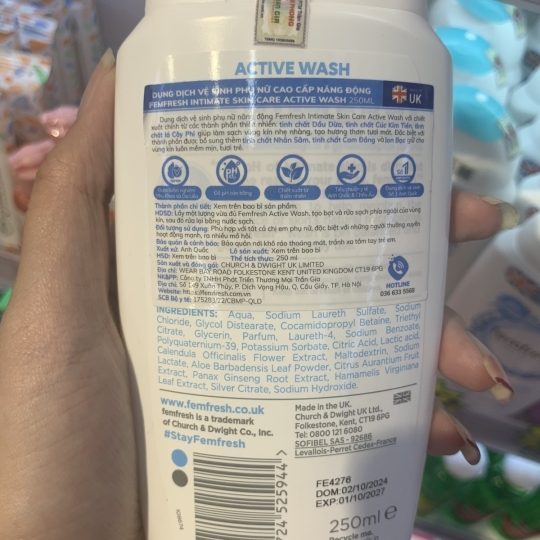 ACTIVE WASH
DUNG DỊCH VỆ SINH PHỤ NỮ CAO CẤP NĂNG ĐỘNG
FEMFRESH INTIMATE SKIN CARE ACTIVE WASH 250ML
UK
Dung dịch vệ sinh phụ nữ năng động Femfresh Intimate Skin Care Active Wash có chiết
xuất chính từ các thành phần thiên nhiên: tinh chất Dầu Dừa, tinh chất Cúc Kim Tiền, tinh
chất lá Cây Phỉ giúp làm sạch vùng kín nhẹ nhàng, tạo hương thơm tươi mát. Đặc biệt với
thành phần được bổ sung thêm tinh chất Nhân Sâm, tinh chất Cam Đắng và Ion Bạc giữ cho
vùng kín luôn mềm mịn, tươi trẻ.
Thành phần chi tiết: Xem trên bao bì sản phẩm.
HDSD: Lấy một lượng vừa đủ Femfresh Active Wash, tạo bọt và rửa sạch phía ngoài của vùng
kín, sau đó rửa lại bằng nước sạch.
Đối tượng sử dụng: Phù hợp với tất cả chị em phụ nữ, đặc biệt với những người thường xuyên
hoạt động mạnh, ra nhiều mồ hôi.
Bảo quản & cảnh báo: Bảo quản nơi khô ráo thoáng mát, tránh xa tầm tay trẻ em.
Xuất xứ: Anh Quốc Lô sản xuất: Xem trên bao bì
HSD: Xem trên bao bì Thể tích thực: 250 ml
Sản xuất và đóng gói: CHURCH & DWIGHT UK LIMITED
Địa chỉ: WEAR BAY ROAD FOLKESTONE KENT UNITED KINGDOM CT19 6PG
NK&PP: Công ty TNHH Phát Triển Thương Mại Trần Gia
Địa chỉ: Số 149 Xuân Thủy, P. Dịch Vọng Hậu, Q. Cầu Giấy, TP. Hà Nội
Website: http://femfresh.com.vn
SCB Bộ y tế: 175283/22/CBMP-QLD
HOTLINE
036 633 5568
INGREDIENTS: Aqua, Sodium Laureth Sulfate, Sodium
Chloride, Glycol Distearate, Cocamidopropyl Betaine, Triethyl
Citrate, Glycerin, Parfum, Laureth-4, Sodium Benzoate,
Polyquaternium-39, Potassium Sorbate, Citric Acid, Lactic acid,
Calendula Officinalis Flower Extract, Maltodextrin, Sodium
Lactate, Aloe Barbadensis Leaf Powder, Citrus Aurantium Fruit
Extract, Panax Ginseng Root Extract, Hamamelis Virginiana
Leaf Extract, Silver Citrate, Sodium Hydroxide.
www.femfresh.co.uk
femfresh is a trademark
of Church & Dwight Co., Inc.
#StayFemfresh
Made in the UK.
Church & Dwight UK Ltd.,
Folkestone, Kent, CT19 6PG
Tel: 0800 121 6080
SOFIBEL SAS - 92686
Levallois-Perret Cedex-France
FE4276
DOM:02/10/2024
EXP:01/10/2027
250ml e
Recycle me.